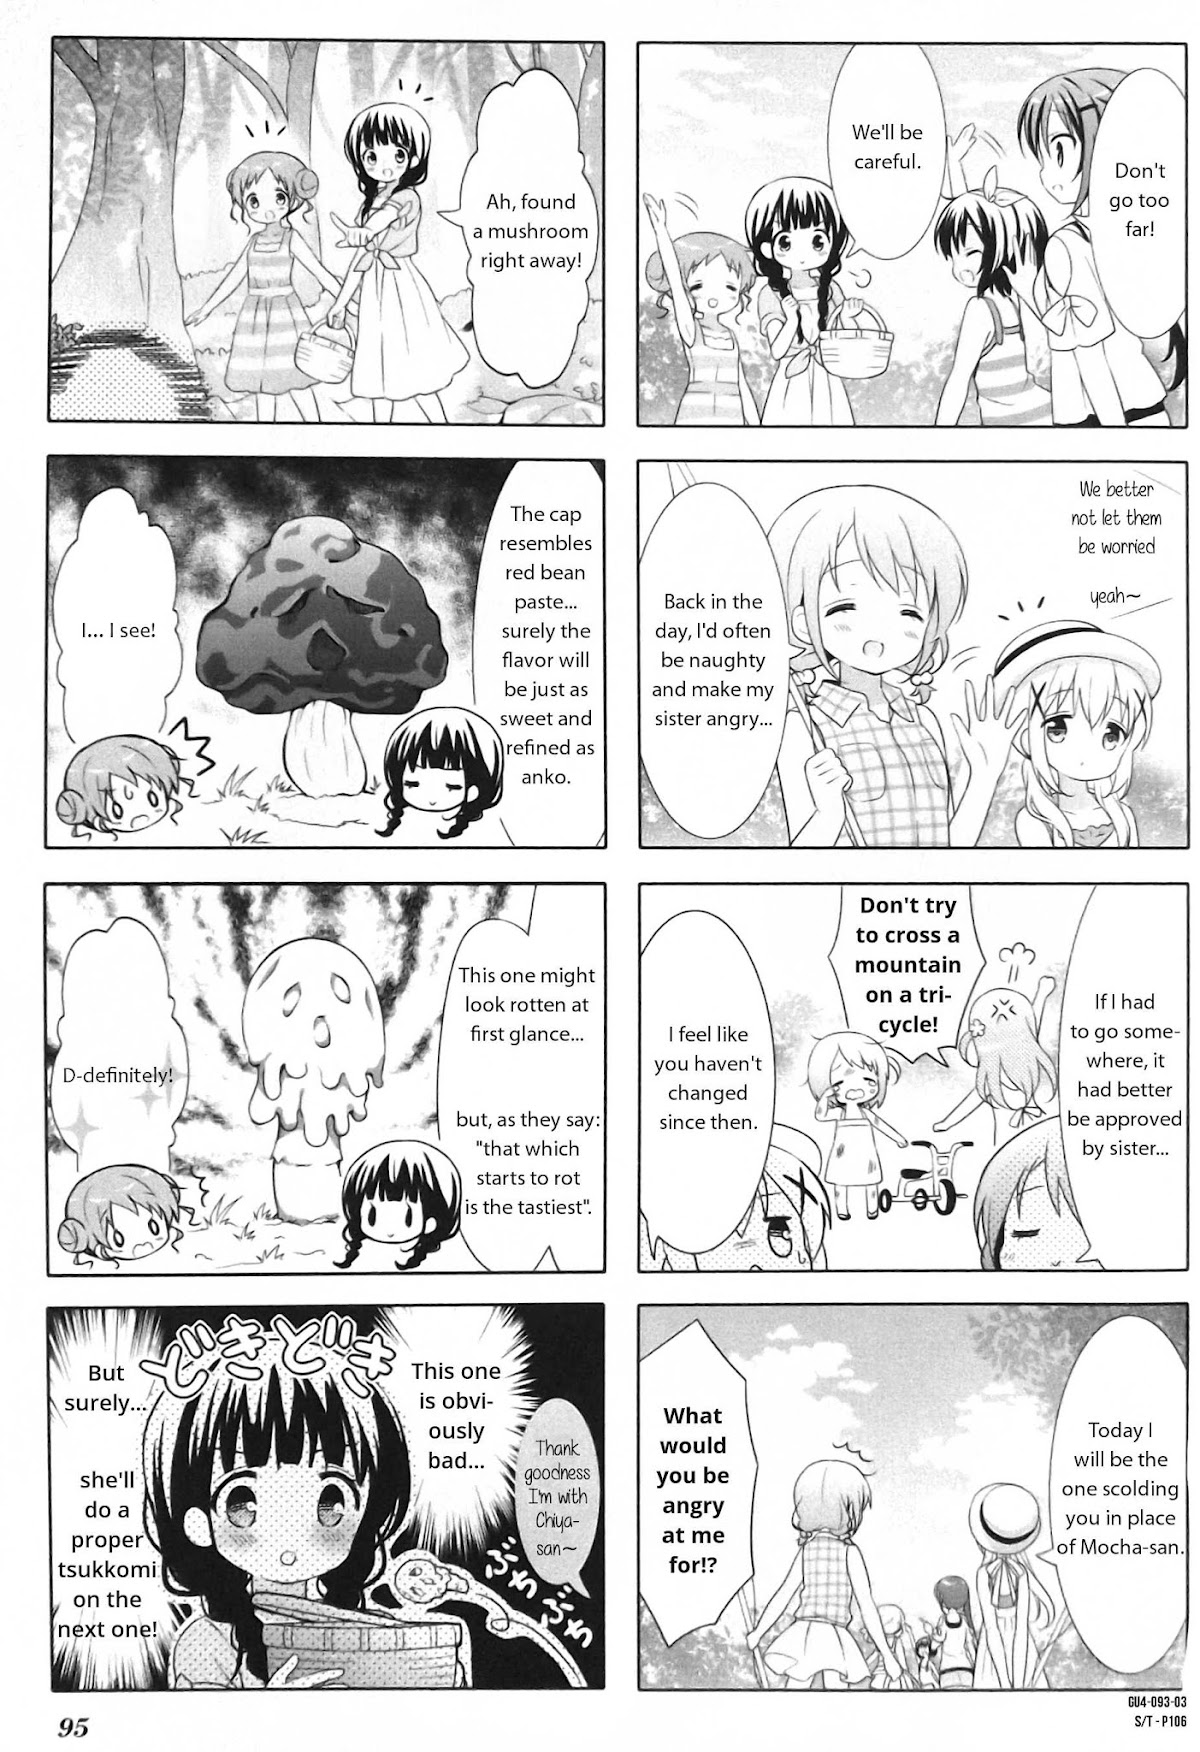 Don't
go too
far!
We'll be
careful.
We better
not let them
be worried
yeah~
Back in the
day, I'd often
be naughty
and make my
sister angry...
If I had
to go some-
where, it
had better
be approved
by sister...
Don't try
to cross a
mountain
on a tri-
cycle!
I feel like
you haven't
changed
since then.
Today I
will be the
one scolding
you in place
of Mocha-san.
What
would
you be
angry
at me
for!?
Ah, found
a mushroom
right away!
The cap
resembles
red bean
paste...
surely the
flavor will
be just as
sweet and
refined as
anko.
I... I see!
This one might
look rotten at
first glance...
but, as they say:
"that which
starts to rot
is the tastiest".
D-definitely!
This one
is obvi-
ously
bad...
Thank
goodness
I'm with
Chiya-
san~
どきどき
But
surely...
she'll
do a
proper
tsukkomi
on the
next one!
ぶつぶつ
95
GU4-093-03
S/T - P106